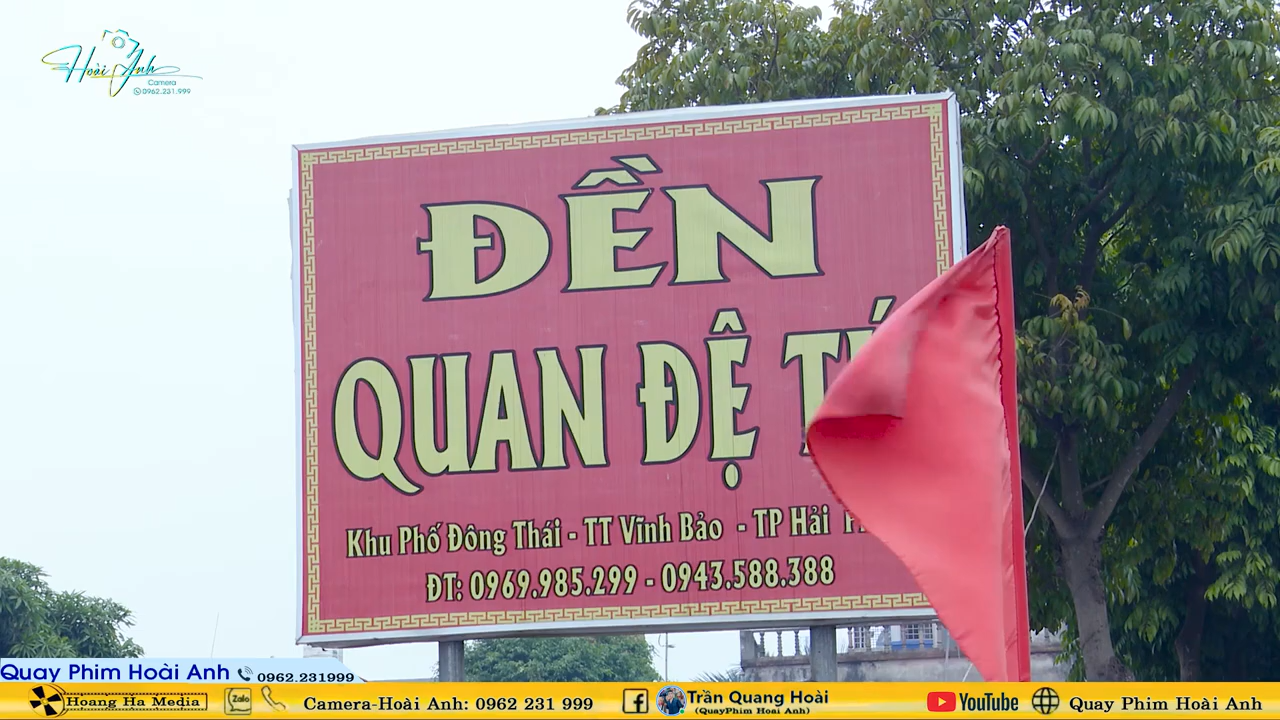 Hoài Anh
Camera
0962.231.999
ĐỀN
QUAN ĐỆ
Khu Phố Đông Thái - TT Vĩnh Bảo - TP Hải
ĐT: 0969.985.299 - 0943.588.388
Quay Phim Hoài Anh 0962.231999
Hoang Ha Media Zalo Camera-Hoài Anh: 0962 231 999 Trần Quang Hoài YouTube Quay Phim Hoài Anh
(QuayPhim Hoai Anh)